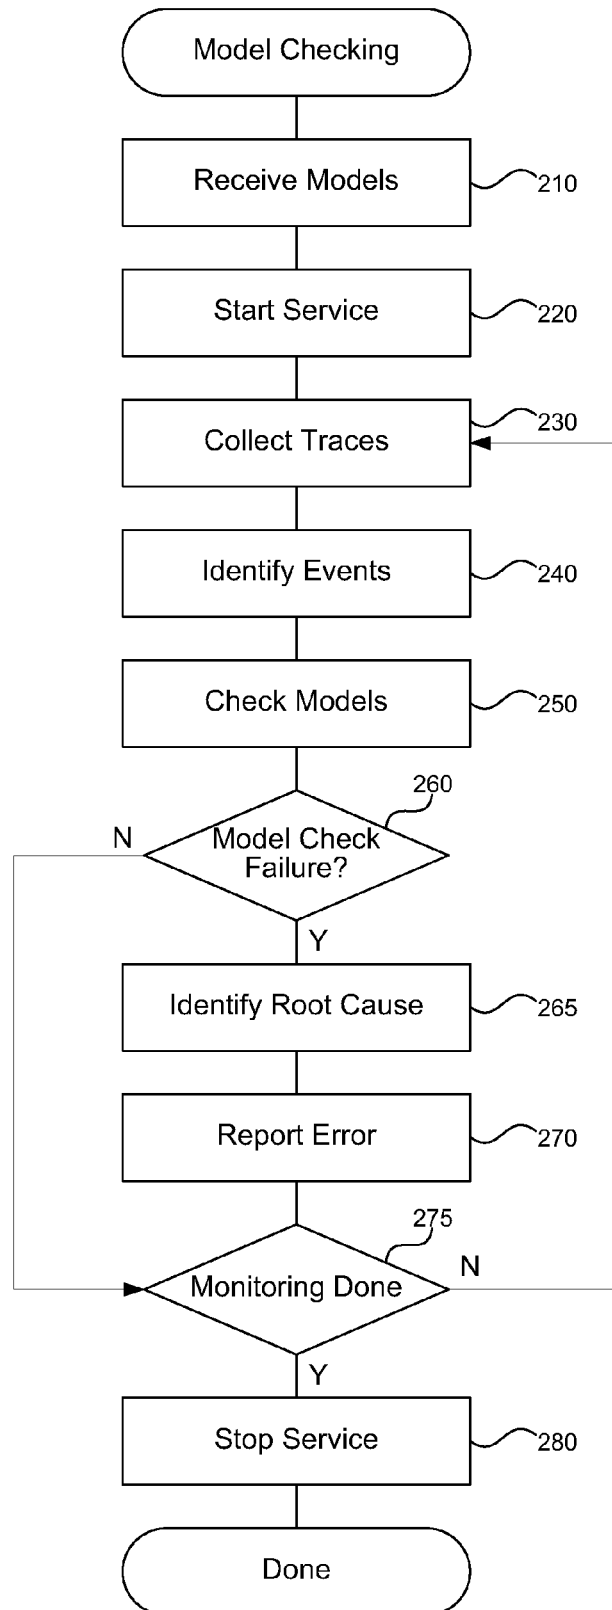 Model Checking
Receive Models
210
Start Service
220
Collect Traces
230
Identify Events
240
Check Models
250
260
N
Model Check
Failure?
Y
Identify Root Cause
265
Report Error
270
275
Monitoring Done
N
Y
Stop Service
280
Done